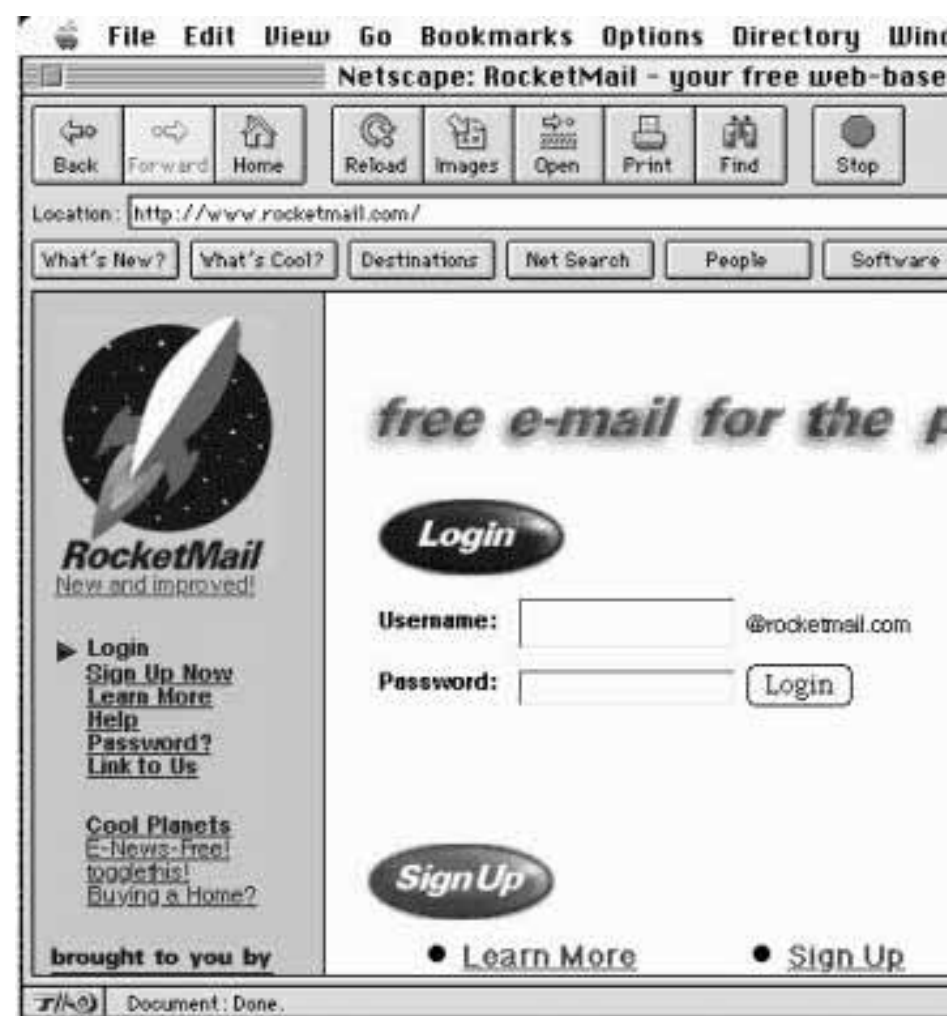 File Edit View Go Bookmarks Options Directory Wind
Netscape: RocketMail - your free web-base
Back Forward Home Reload Images Open Print Find Stop
Location: http://www.rocketmail.com/
What's New? What's Cool? Destinations Net Search People Software
free e-mail for the p
RocketMail
New and improved!
Login
Sign Up Now
Learn More
Help
Password?
Link to Us
Cool Planets
E-News-Free!
togglethis!
Buying a Home?
brought to you by
Login
Username: @rocketmail.com
Password: Login
Sign Up
Learn More Sign Up
Document: Done.